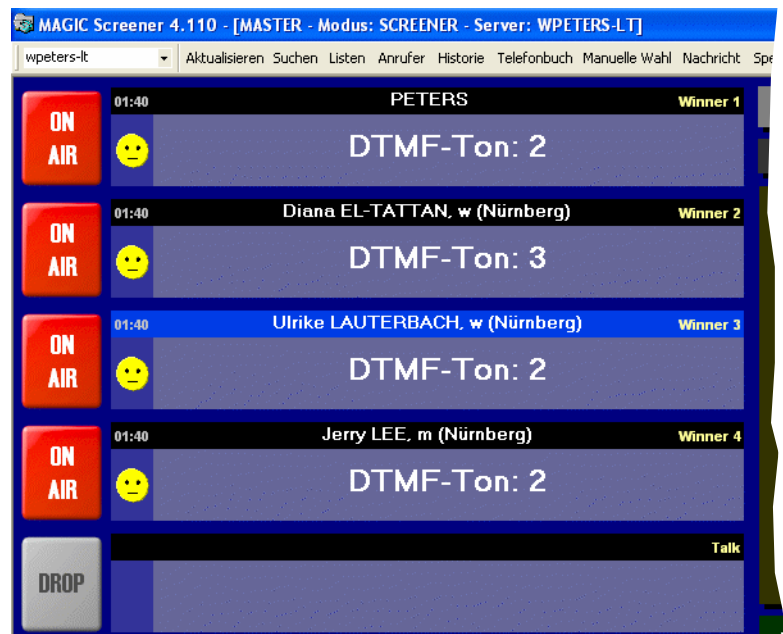 MAGIC Screener 4.110 - [MASTER - Modus: SCREENER - Server: WPETERS-LT]
wpeters-lt Aktualisieren Suchen Listen Anrufer Historie Telefonbuch Manuelle Wahl Nachricht
ON AIR
01:40 PETERS Winner 1
DTMF-Ton: 2
ON AIR
01:40 Diana EL-TATTAN, w (Nürnberg) Winner 2
DTMF-Ton: 3
ON AIR
01:40 Ulrike LAUTERBACH, w (Nürnberg) Winner 3
DTMF-Ton: 2
ON AIR
01:40 Jerry LEE, m (Nürnberg) Winner 4
DTMF-Ton: 2
Talk
DROP